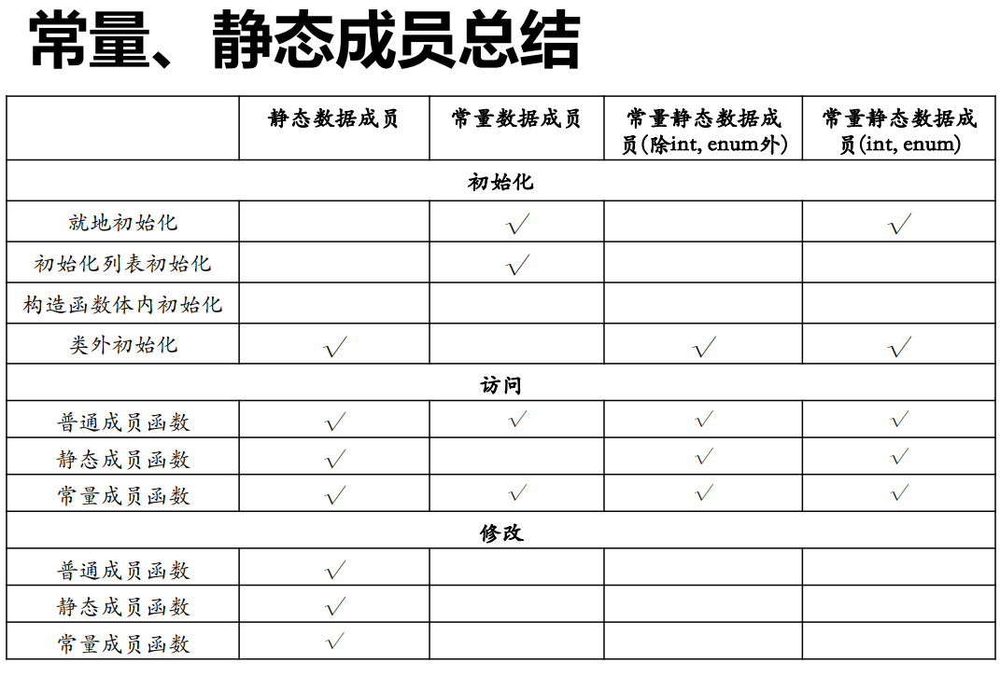 常量、静态成员总结
静态数据成员 常量数据成员 常量静态数据成 常量静态数据成
员(除int, enum外) 员(int, enum)
初始化
就地初始化 √ √
初始化列表初始化 √
构造函数体内初始化
类外初始化 √ √ √
访问
普通成员函数 √ √ √ √
静态成员函数 √ √ √
常量成员函数 √ √ √ √
修改
普通成员函数 √
静态成员函数 √
常量成员函数 √